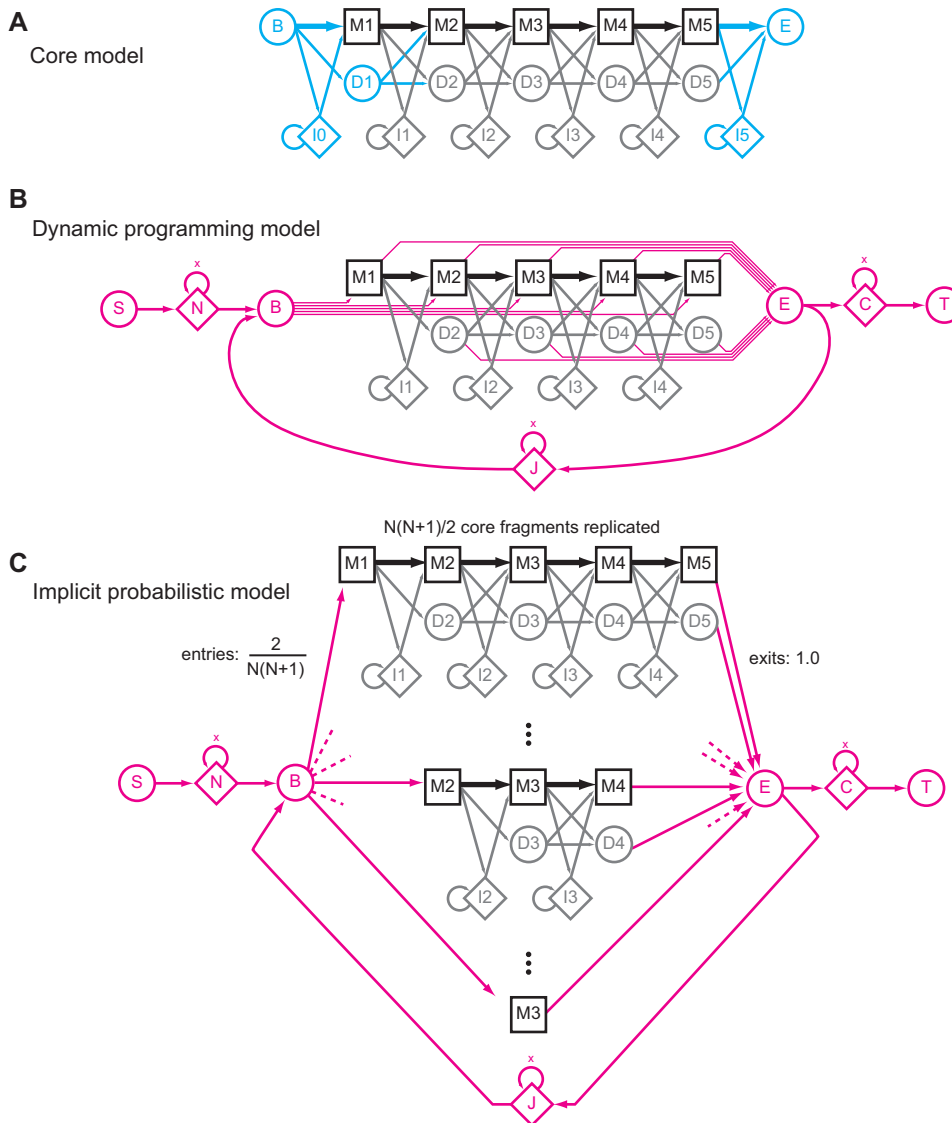 A
Core model
B M1 M2 M3 M4 M5 E
D1 D2 D3 D4 D5
I0 I1 I2 I3 I4 I5
B
Dynamic programming model
M1 M2 M3 M4 M5
x x
S N B E C T
D2 D3 D4 D5
I1 I2 I3 I4
x
J
N(N+1)/2 core fragments replicated
C
M1 M2 M3 M4 M5
Implicit probabilistic model
D2 D3 D4 D5
entries: 2
N(N+1)
exits: 1.0
I1 I2 I3 I4
x x
S N B M2 M3 M4 E C T
D3 D4
I2 I3
M3
x
J